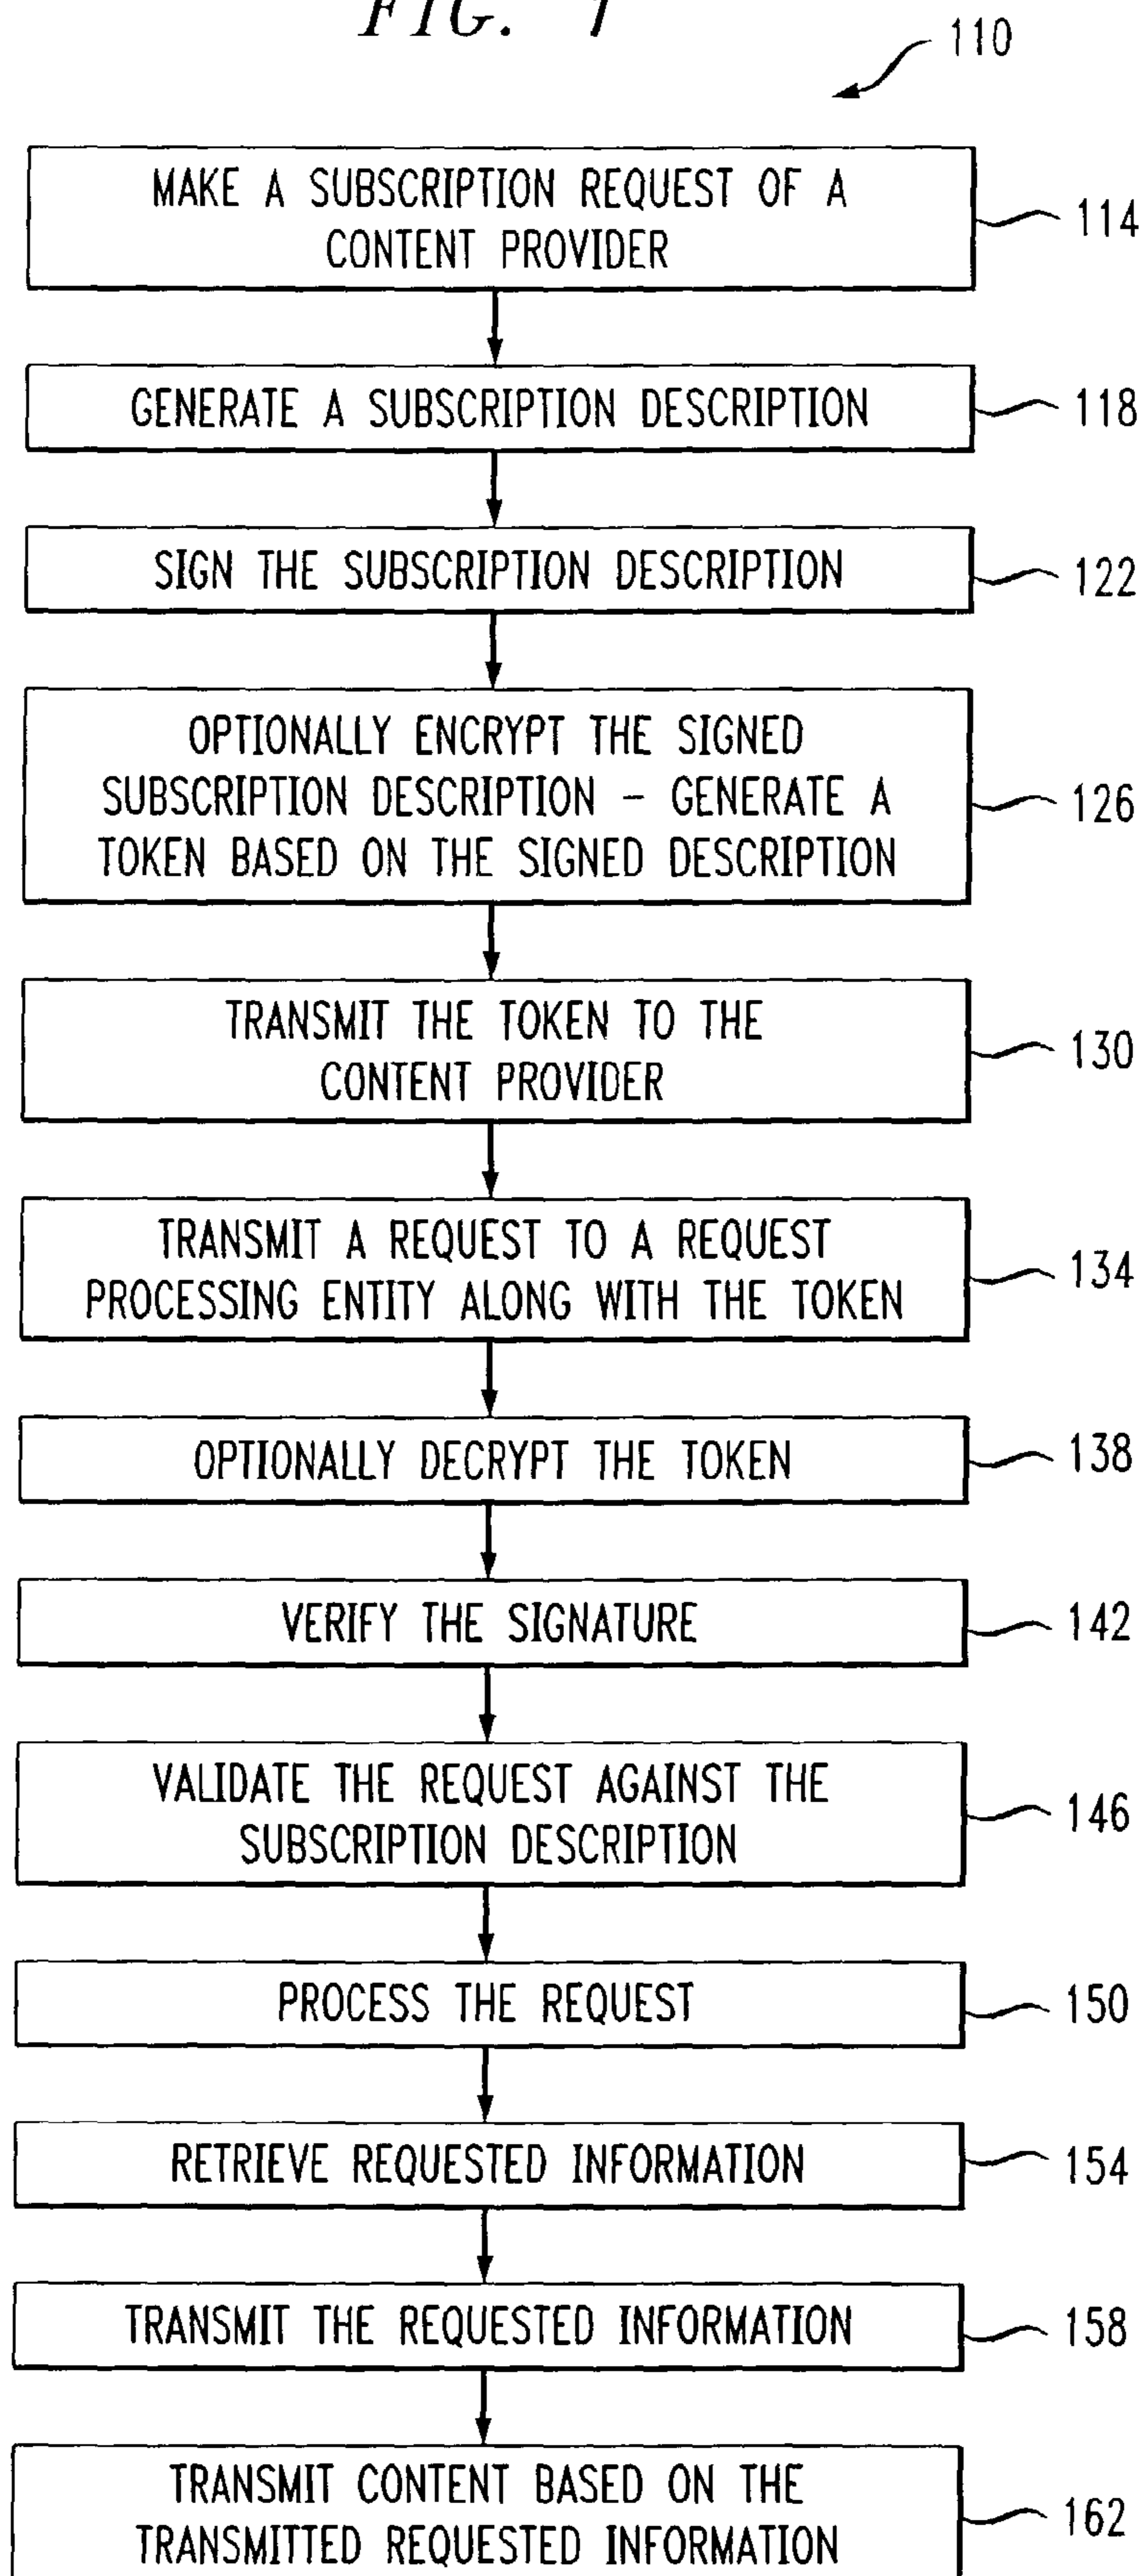 FIG. 1
110
MAKE A SUBSCRIPTION REQUEST OF A
CONTENT PROVIDER
114
GENERATE A SUBSCRIPTION DESCRIPTION
118
SIGN THE SUBSCRIPTION DESCRIPTION
122
OPTIONALLY ENCRYPT THE SIGNED
SUBSCRIPTION DESCRIPTION – GENERATE A
TOKEN BASED ON THE SIGNED DESCRIPTION
126
TRANSMIT THE TOKEN TO THE
CONTENT PROVIDER
130
TRANSMIT A REQUEST TO A REQUEST
PROCESSING ENTITY ALONG WITH THE TOKEN
134
OPTIONALLY DECRYPT THE TOKEN
138
VERIFY THE SIGNATURE
142
VALIDATE THE REQUEST AGAINST THE
SUBSCRIPTION DESCRIPTION
146
PROCESS THE REQUEST
150
RETRIEVE REQUESTED INFORMATION
154
TRANSMIT THE REQUESTED INFORMATION
158
TRANSMIT CONTENT BASED ON THE
TRANSMITTED REQUESTED INFORMATION
162